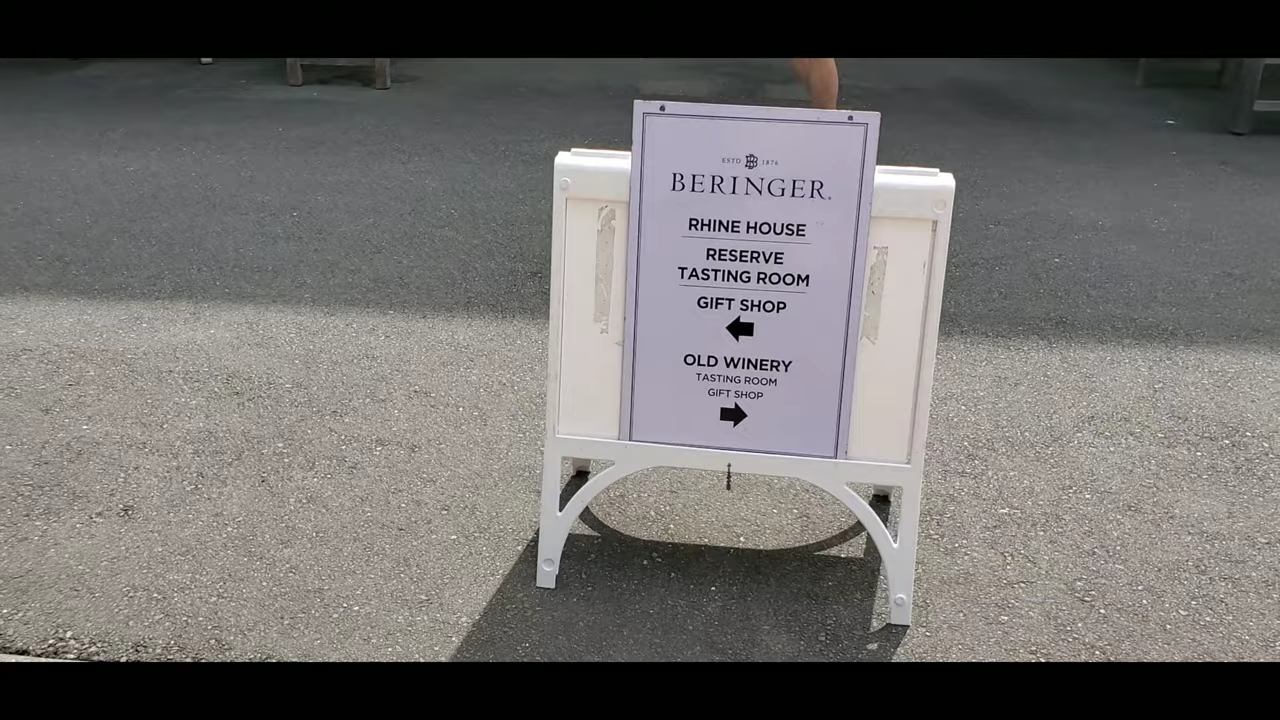 ESTD B 1876
BERINGER.
RHINE HOUSE
RESERVE
TASTING ROOM
GIFT SHOP
OLD WINERY
TASTING ROOM
GIFT SHOP